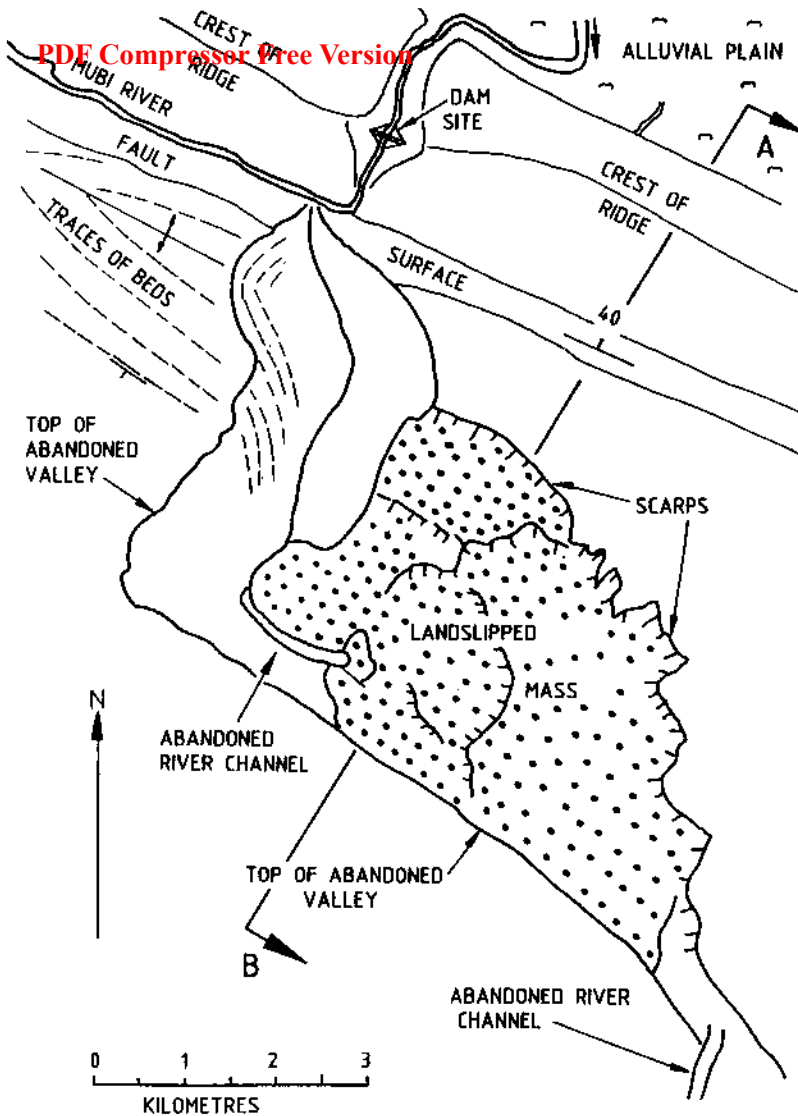 CREST OF
RIDGE
PDF Compressor Free Version
ALLUVIAL PLAIN
MUBI RIVER
DAM
SITE
A
FAULT
CREST OF
RIDGE
TRACES OF BEDS
SURFACE
40
TOP OF
ABANDONED
VALLEY
SCARPS
LANDSLIPPED
MASS
N
ABANDONED
RIVER CHANNEL
TOP OF ABANDONED
VALLEY
B
ABANDONED RIVER
CHANNEL
0 1 2 3
KILOMETRES